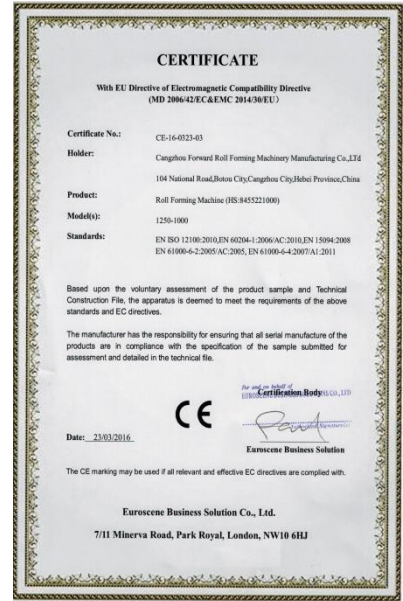 CERTIFICATE
With EU Directive of Electromagnetic Compatibility Directive
(MD 2006/42/EC&EMC 2014/30/EU)
Certificate No.: CE-16-0323-03
Holder: Cangzhou Forward Roll Forming Machinery Manufacturing Co.,LTd
104 National Road,Botou City,Cangzhou City,Hebei Province,China
Product: Roll Forming Machine (HS:8455221000)
Model(s): 1250-1000
Standards: EN ISO 12100:2010,EN 60204-1:2006/AC:2010,EN 15094:2008
EN 61000-6-2:2005/AC:2005, EN 61000-6-4:2007/A1:2011
Based upon the voluntary assessment of the product sample and Technical
Construction File, the apparatus is deemed to meet the requirements of the above
standards and EC directives.
The manufacturer has the responsibility for ensuring that all serial manufacture of the
products are in compliance with the specification of the sample submitted for
assessment and detailed in the technical file.
For and on behalf of
Certification Body
CE
Date: 23/03/2016
Euroscene Business Solution
The CE marking may be used if all relevant and effective EC directives are complied with.
Euroscene Business Solution Co., Ltd.
7/11 Minerva Road, Park Royal, London, NW10 6HJ